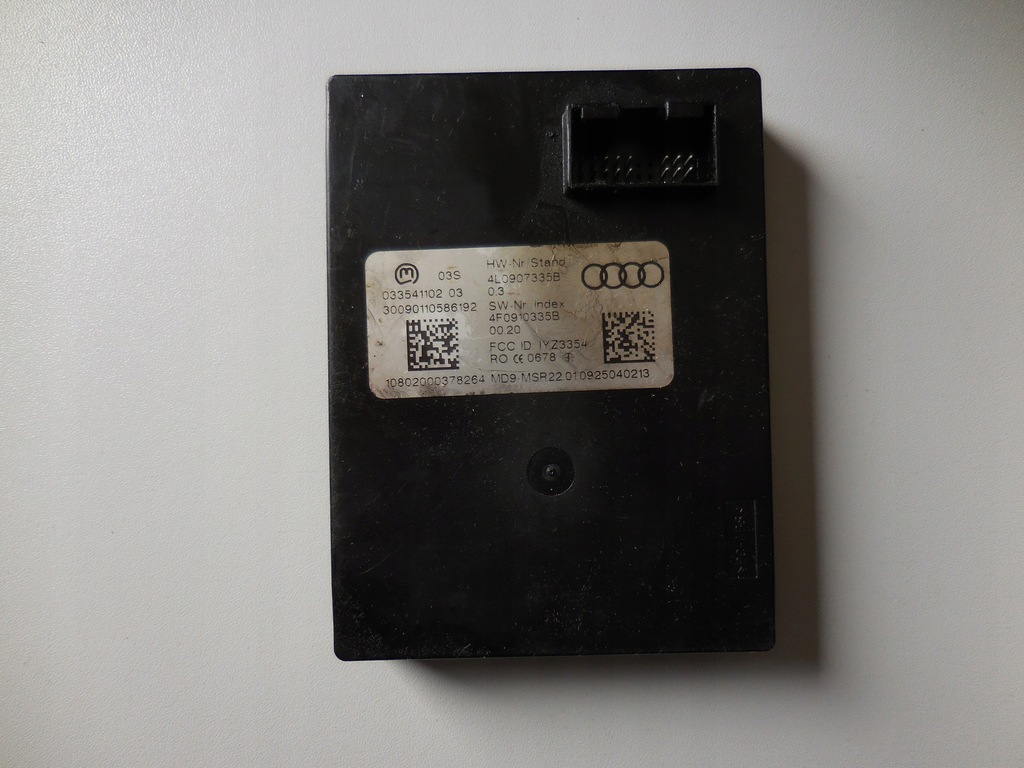 03S
033541102 03
30090110586192
HW-Nr Stand
4L0907335B
0.3
SW-Nr. Index
4F0910335B
00.20
FCC ID IYZ3354
RO CE 0678
10802000378264 MD9-MSR22.010925040213